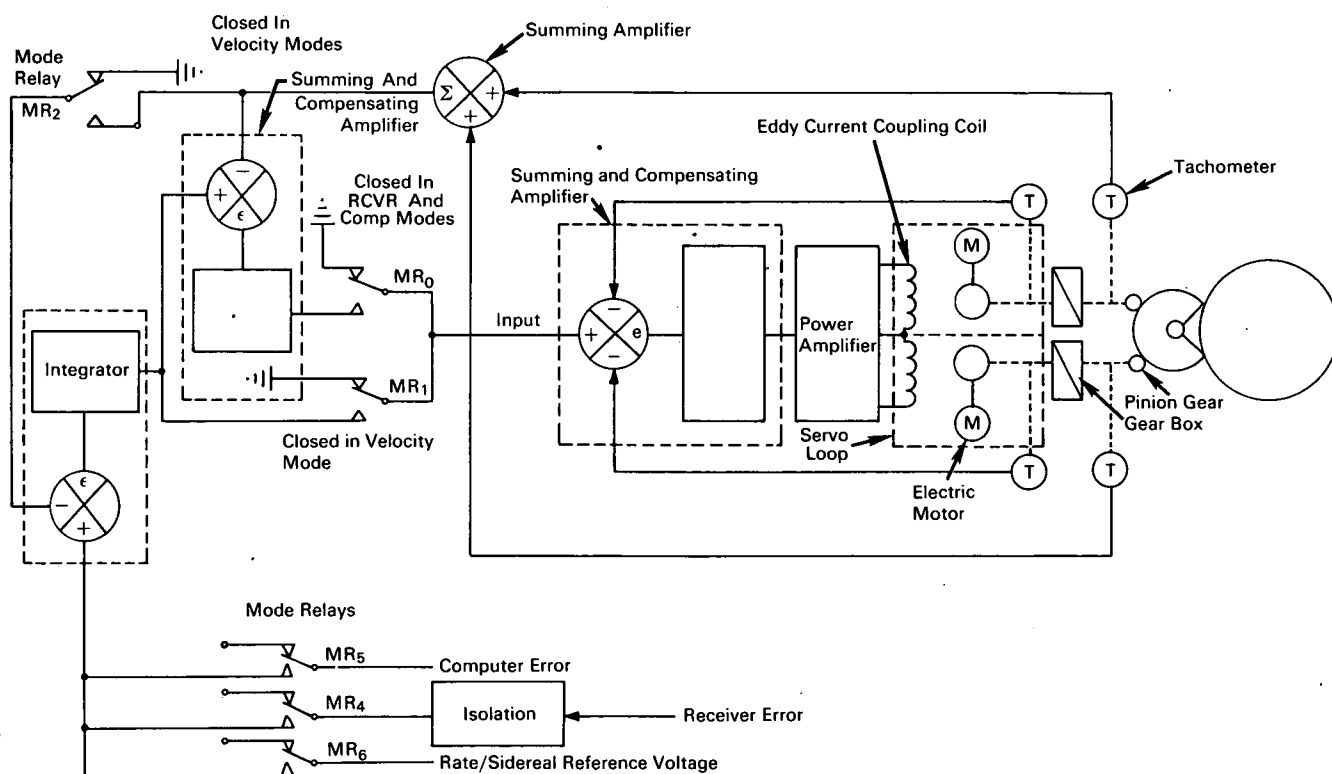 Closed In
Velocity Modes
Summing Amplifier
Mode
Relay
MR2
Summing And
Compensating
Amplifier
Σ
+
+
Eddy Current Coupling Coil
Tachometer
Closed In
RCVR And
Comp Modes
Summing and Compensating
Amplifier
T
T
−
+
ϵ
M
MR0
Input
−
+
e
−
Power
Amplifier
Integrator
MR1
Closed in Velocity
Mode
Pinion Gear
Gear Box
M
Servo
Loop
Electric
Motor
T
T
ϵ
−
+
Mode Relays
MR5
Computer Error
MR4
Isolation
Receiver Error
MR6
Rate/Sidereal Reference Voltage